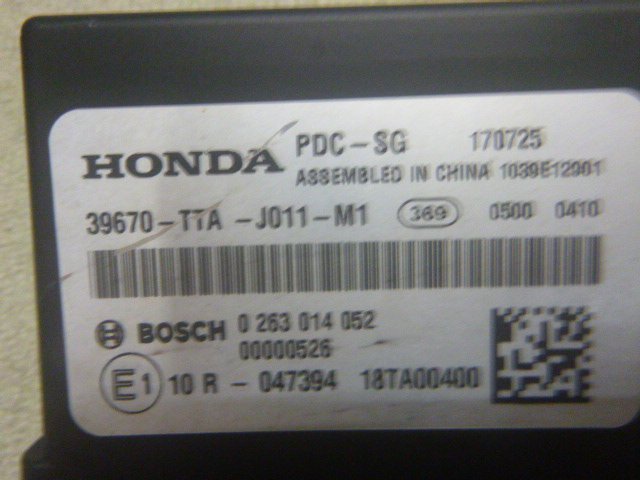 HONDA PDC-SG 170725
ASSEMBLED IN CHINA 1039E12901
39670-TTA-J011-M1 369 0500 0410
BOSCH 0 263 014 052
00000526
E1 10 R - 047394 18TA00400